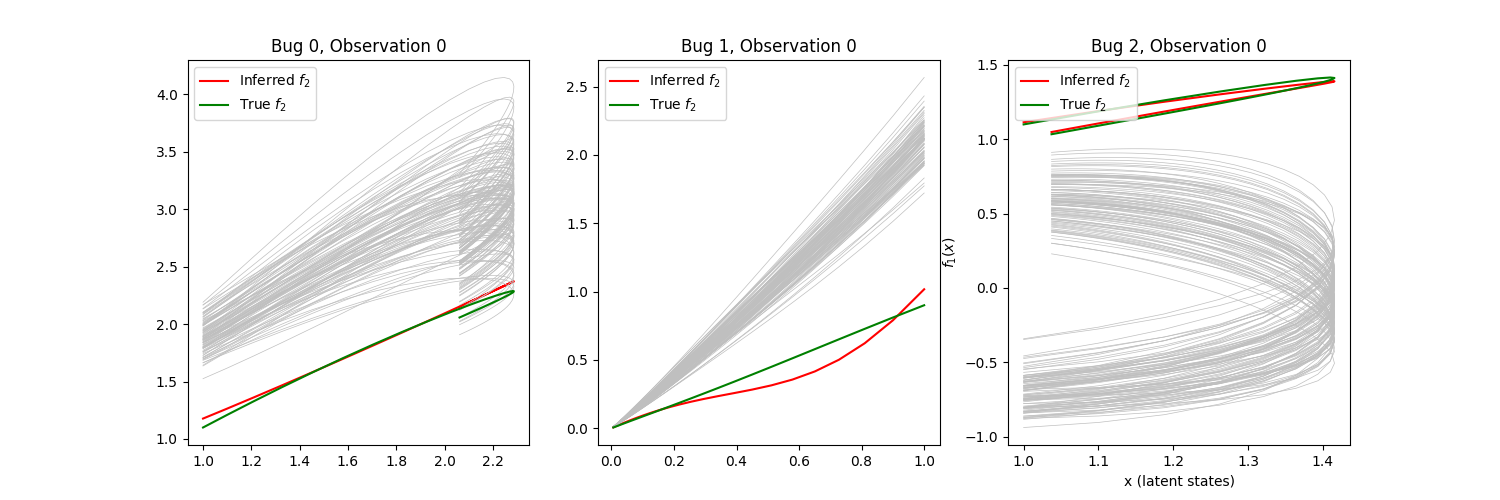 Bug 0, Observation 0
Inferred f₂
True f₂
4.0
3.5
3.0
2.5
2.0
1.5
1.0
1.0 1.2 1.4 1.6 1.8 2.0 2.2
Bug 1, Observation 0
Inferred f₂
True f₂
2.5
2.0
1.5
1.0
0.5
0.0
0.0 0.2 0.4 0.6 0.8 1.0
Bug 2, Observation 0
Inferred f₂
True f₂
f₁(x)
1.5
1.0
0.5
0.0
−0.5
−1.0
1.0 1.1 1.2 1.3 1.4
x (latent states)